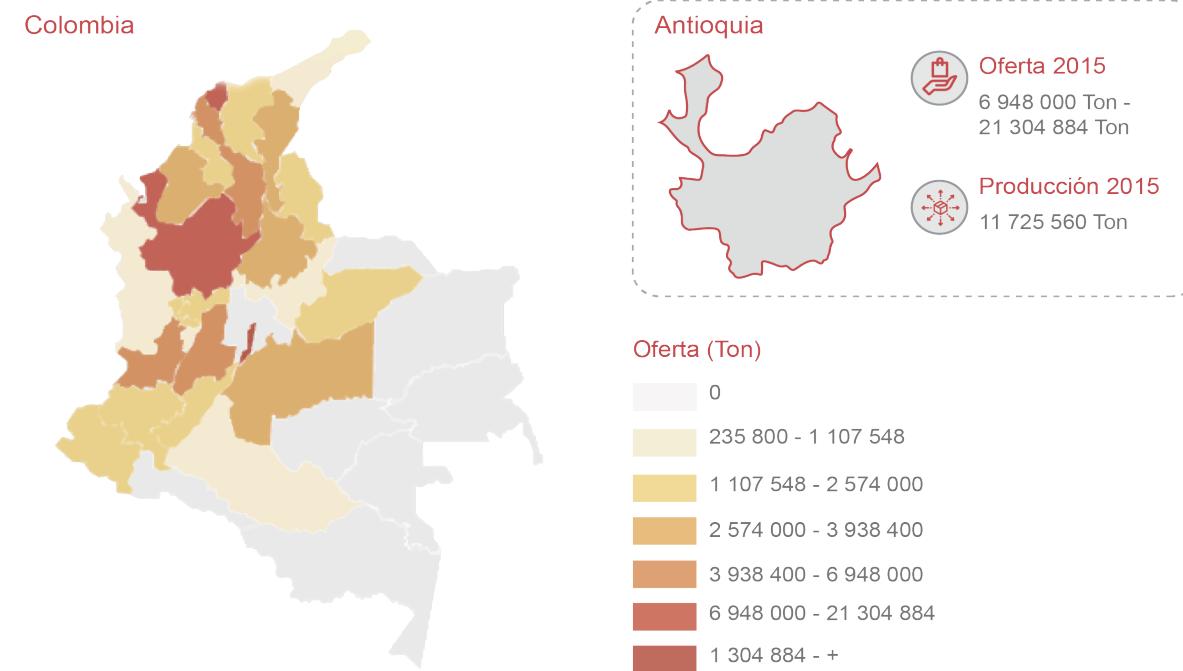 Colombia
Antioquia
Oferta 2015
6 948 000 Ton -
21 304 884 Ton
Producción 2015
11 725 560 Ton
Oferta (Ton)
0
235 800 - 1 107 548
1 107 548 - 2 574 000
2 574 000 - 3 938 400
3 938 400 - 6 948 000
6 948 000 - 21 304 884
1 304 884 - +